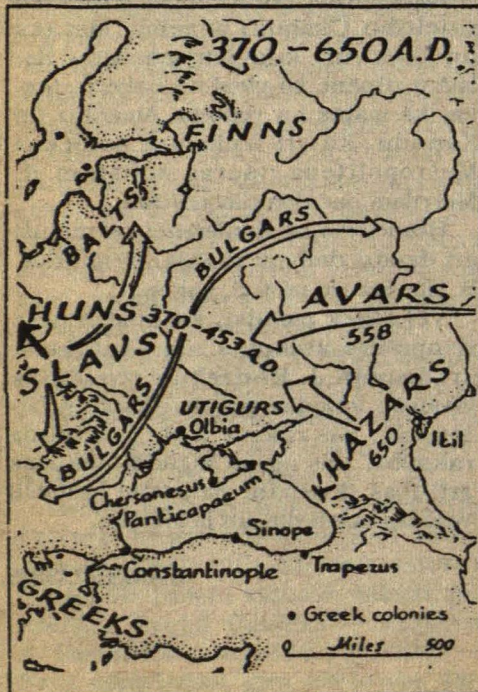 370-650 A.D.
FINNS
BALTS
BULGARS
AVARS
558
HUNS 370-453 A.D.
SLAVS
BULGARS
UTIGURS
Olbia
KHAZARS
650
Itil
Chersonesus
Panticapaeum
Sinope
Trapezus
Constantinople
GREEKS
• Greek colonies
0 Miles 500